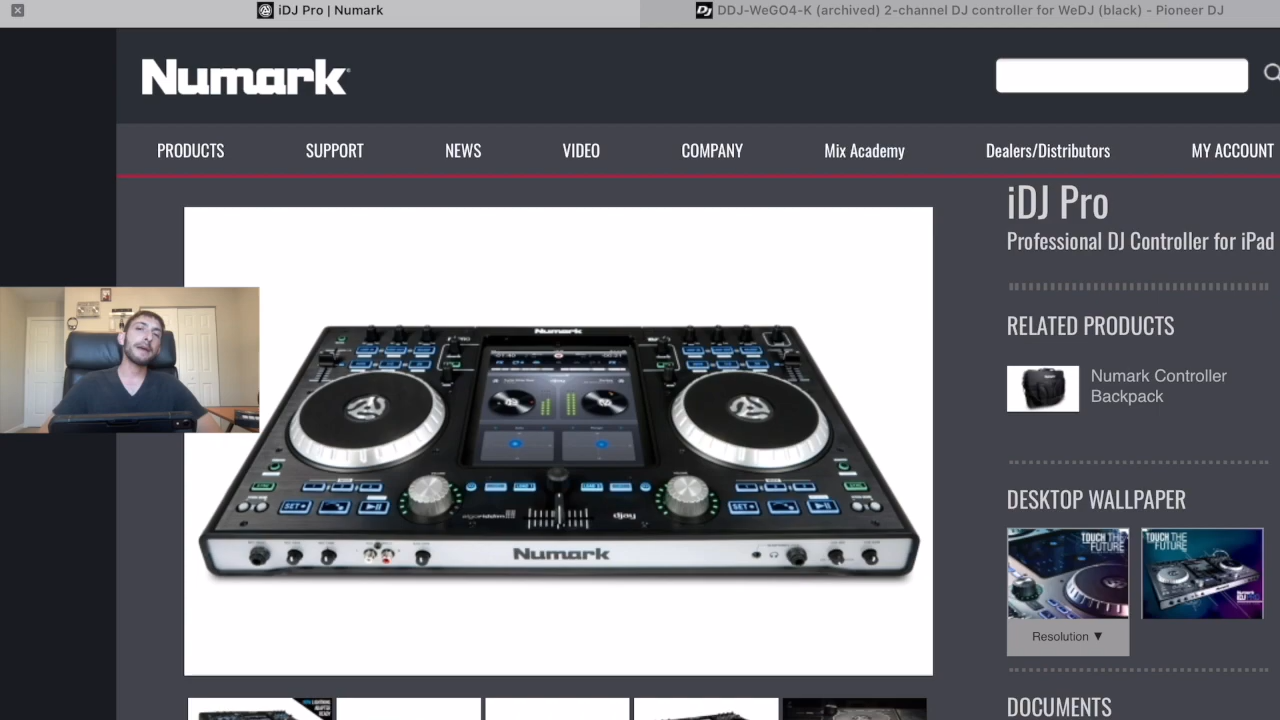 iDJ Pro | Numark
DDJ-WeGO4-K (archived) 2-channel DJ controller for WeDJ (black) - Pioneer DJ
Numark
PRODUCTS
SUPPORT
NEWS
VIDEO
COMPANY
Mix Academy
Dealers/Distributors
MY ACCOUNT
iDJ Pro
Professional DJ Controller for iPad
RELATED PRODUCTS
Numark Controller
Backpack
DESKTOP WALLPAPER
TOUCH THE
FUTURE
TOUCH THE
FUTURE
Resolution ▼
DOCUMENTS
Numark
djay
Numark